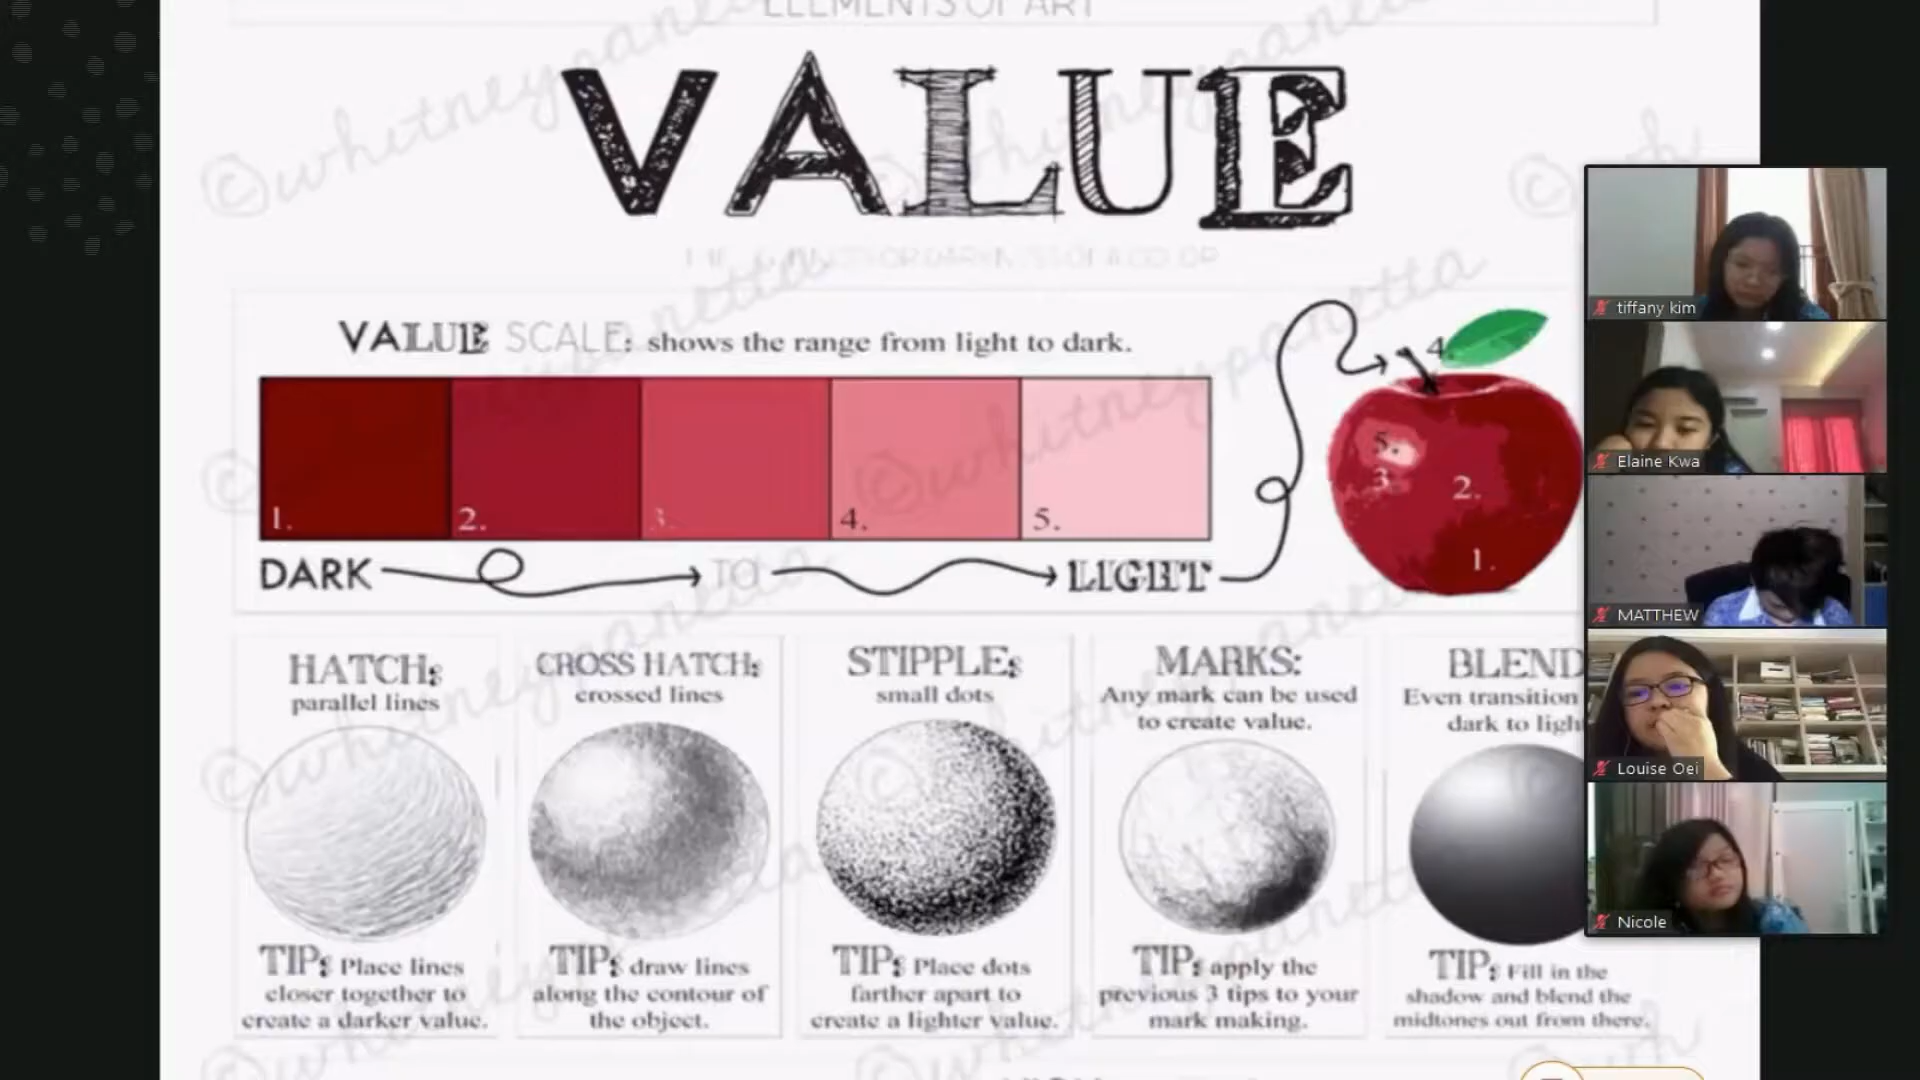 ELEMENTS OF ART
VALUE
VALUE SCALE: shows the range from light to dark.
1. 2. 3. 4. 5.
DARK TO LIGHT
4.
5.
3.
2.
1.
HATCH:
parallel lines
TIP: Place lines
closer together to
create a darker value.
CROSS HATCH:
crossed lines
TIP: draw lines
along the contour of
the object.
STIPPLE:
small dots
TIP: Place dots
farther apart to
create a lighter value.
MARKS:
Any mark can be used
to create value.
TIP: apply the
previous 3 tips to your
mark making.
BLEND
Even transition
dark to light
TIP: Fill in the
shadow and blend the
midtones out from there.
©whitneypanetta
tiffany kim
Elaine Kwa
MATTHEW
Louise Oei
Nicole